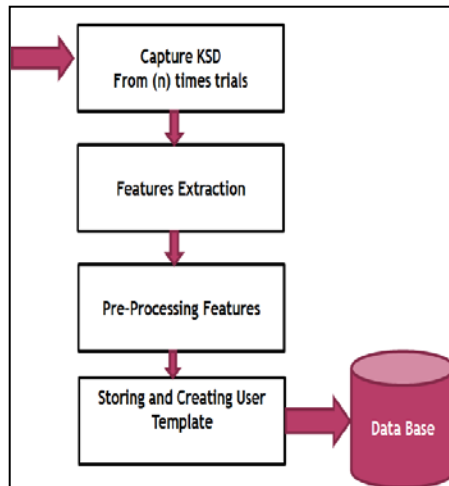 Capture KSD
From (n) times trials
Features Extraction
Pre-Processing Features
Storing and Creating User
Template
Data Base